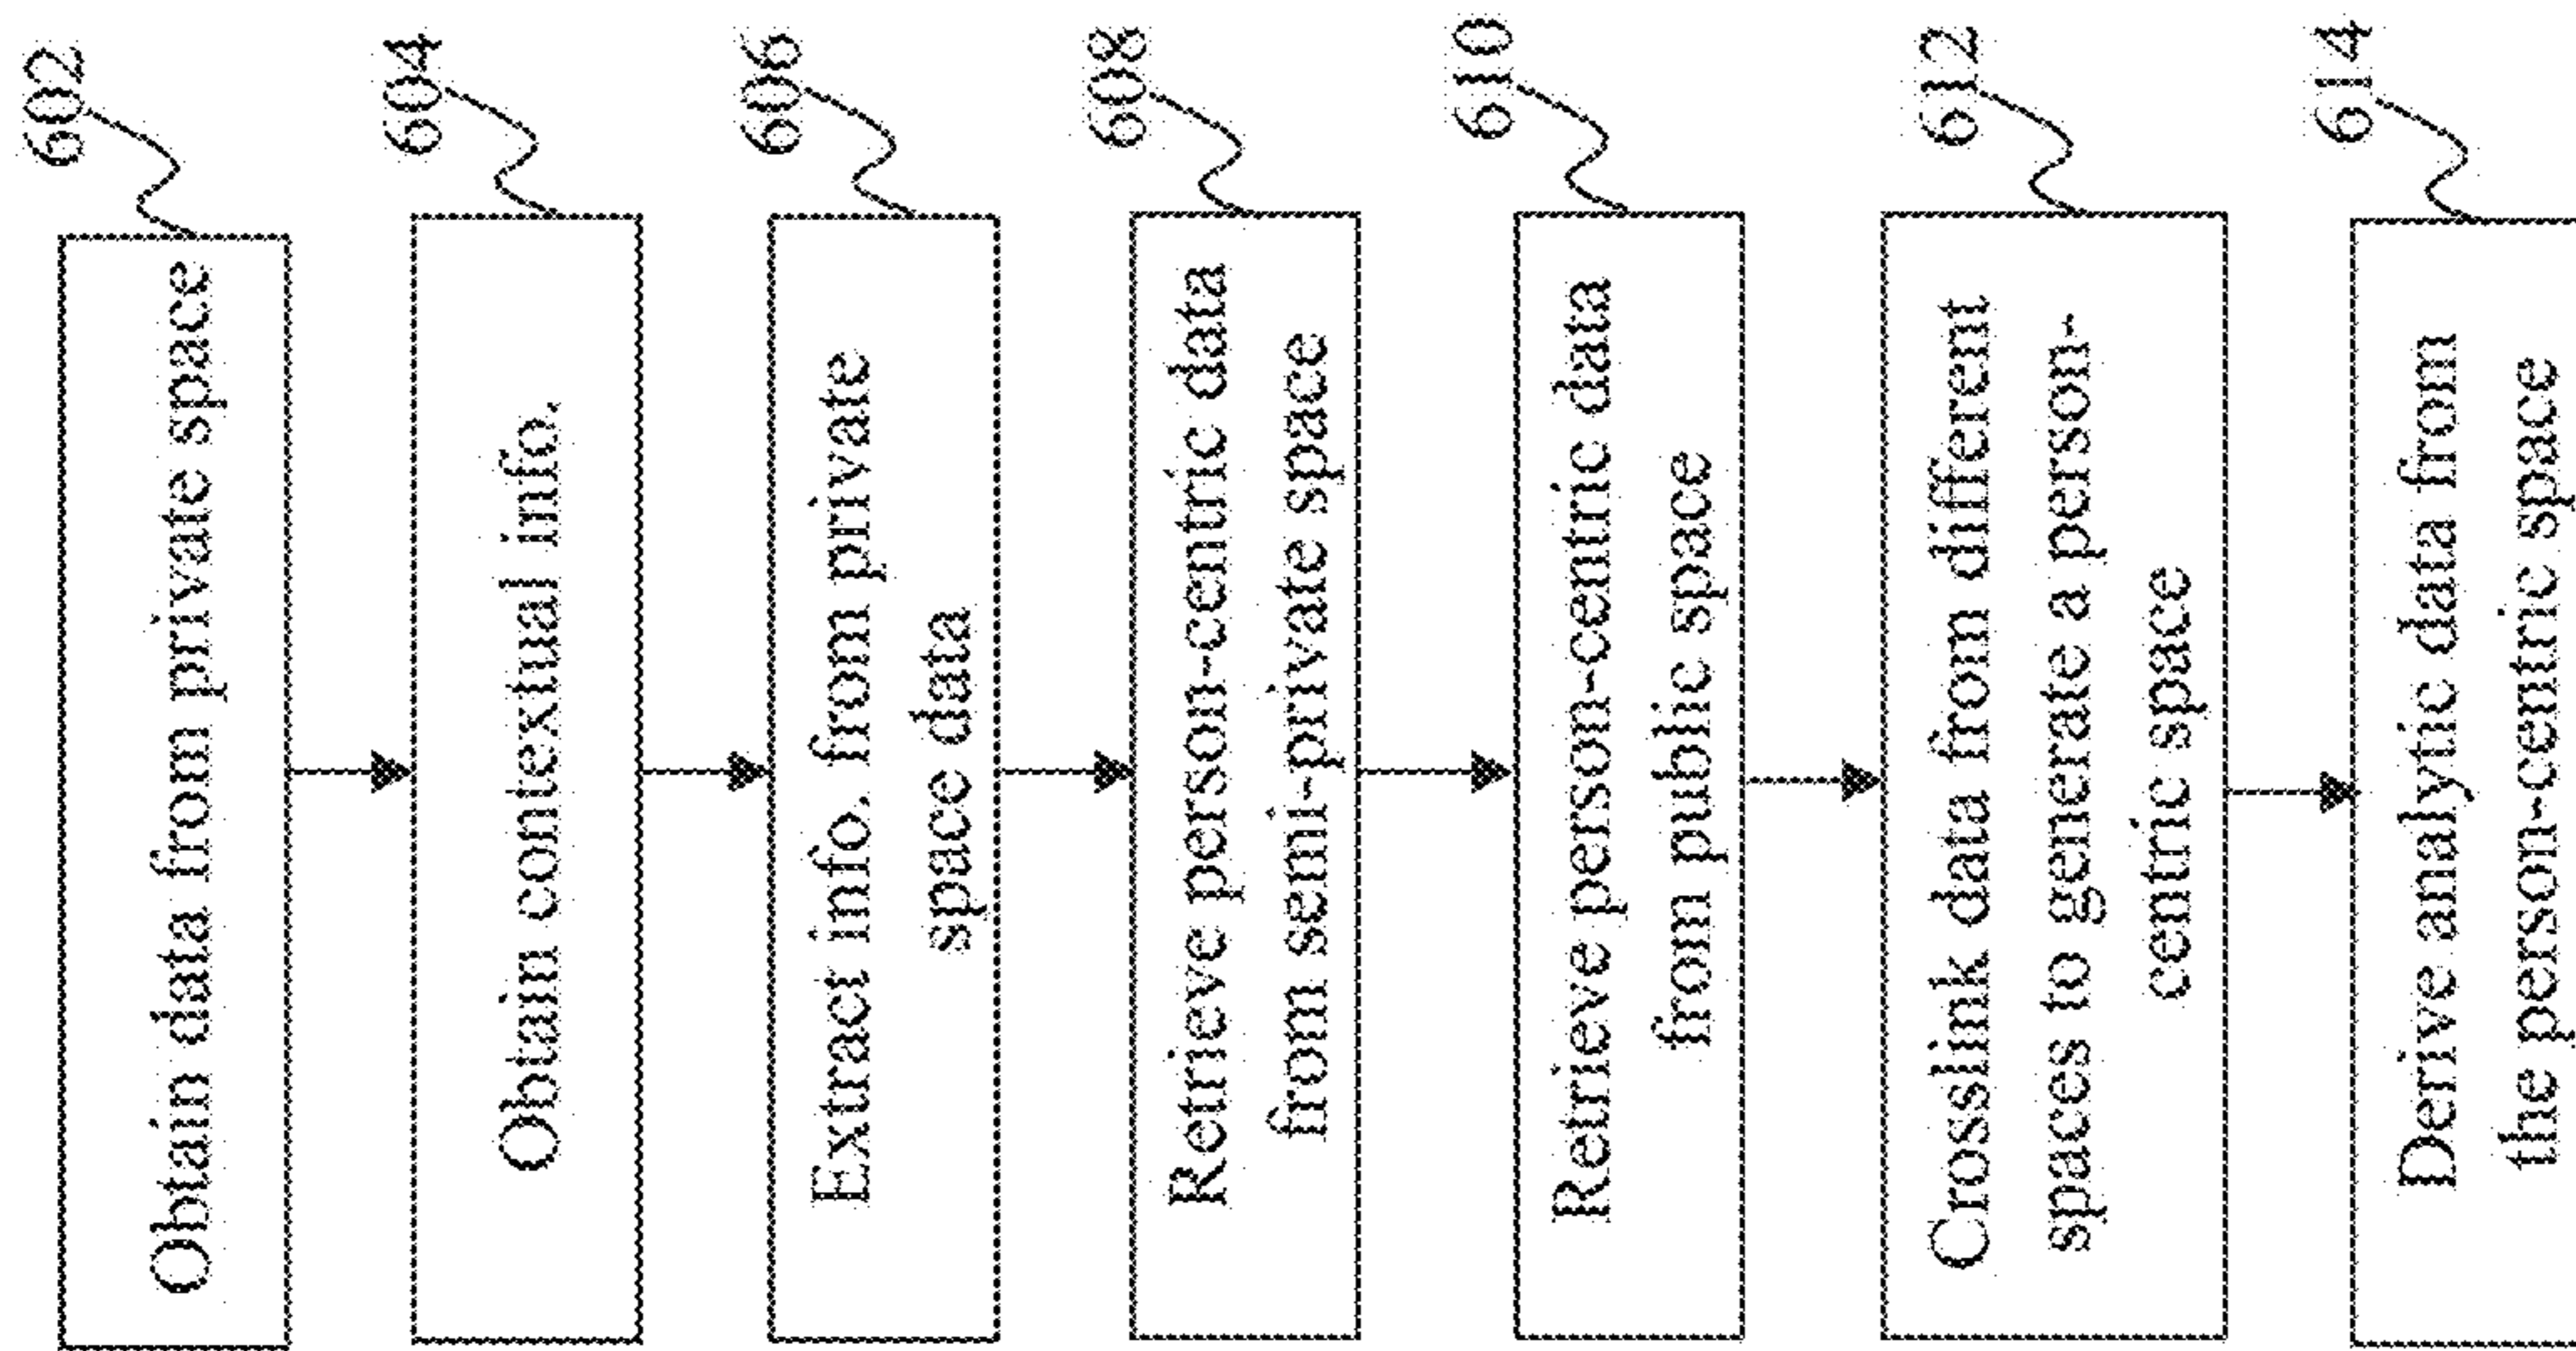 602
Obtain data from private space
604
Obtain contextual info.
606
Extract info. from private
space data
608
Retrieve person-centric data
from semi-private space
610
Retrieve person-centric data
from public space
612
Crosslink data from different
spaces to generate a person-
centric space
614
Derive analytic data from
the person-centric space